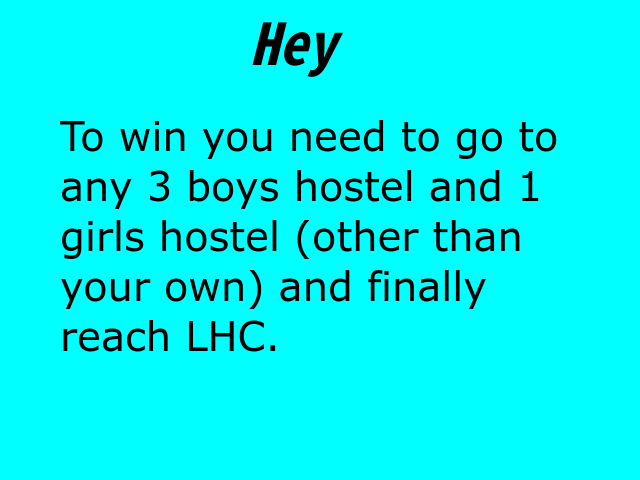 Hey
To win you need to go to
any 3 boys hostel and 1
girls hostel (other than
your own) and finally
reach LHC.